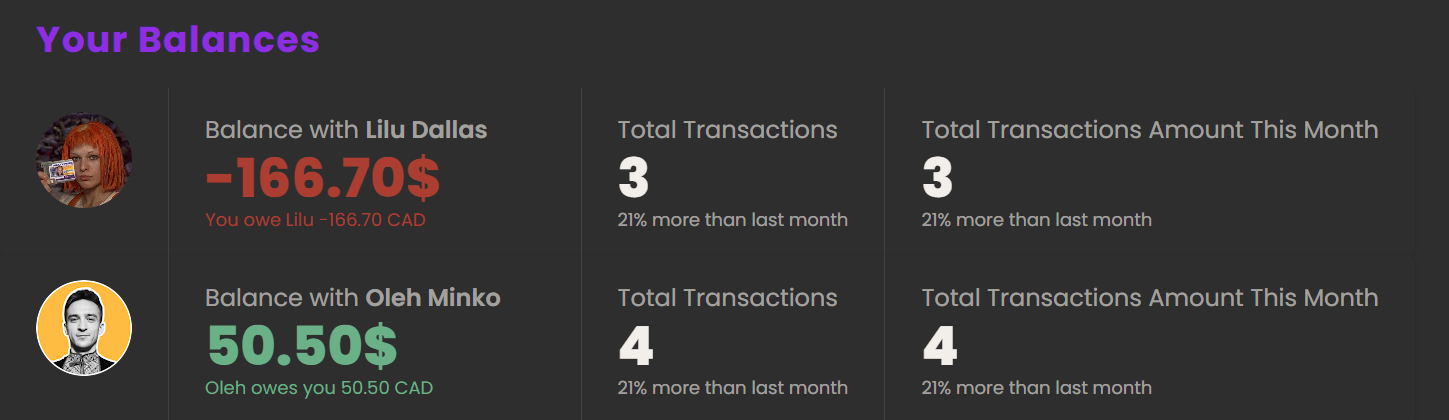 Your Balances
Balance with Lilu Dallas
-166.70$
You owe Lilu -166.70 CAD
Total Transactions
3
21% more than last month
Total Transactions Amount This Month
3
21% more than last month
Balance with Oleh Minko
50.50$
Oleh owes you 50.50 CAD
Total Transactions
4
21% more than last month
Total Transactions Amount This Month
4
21% more than last month